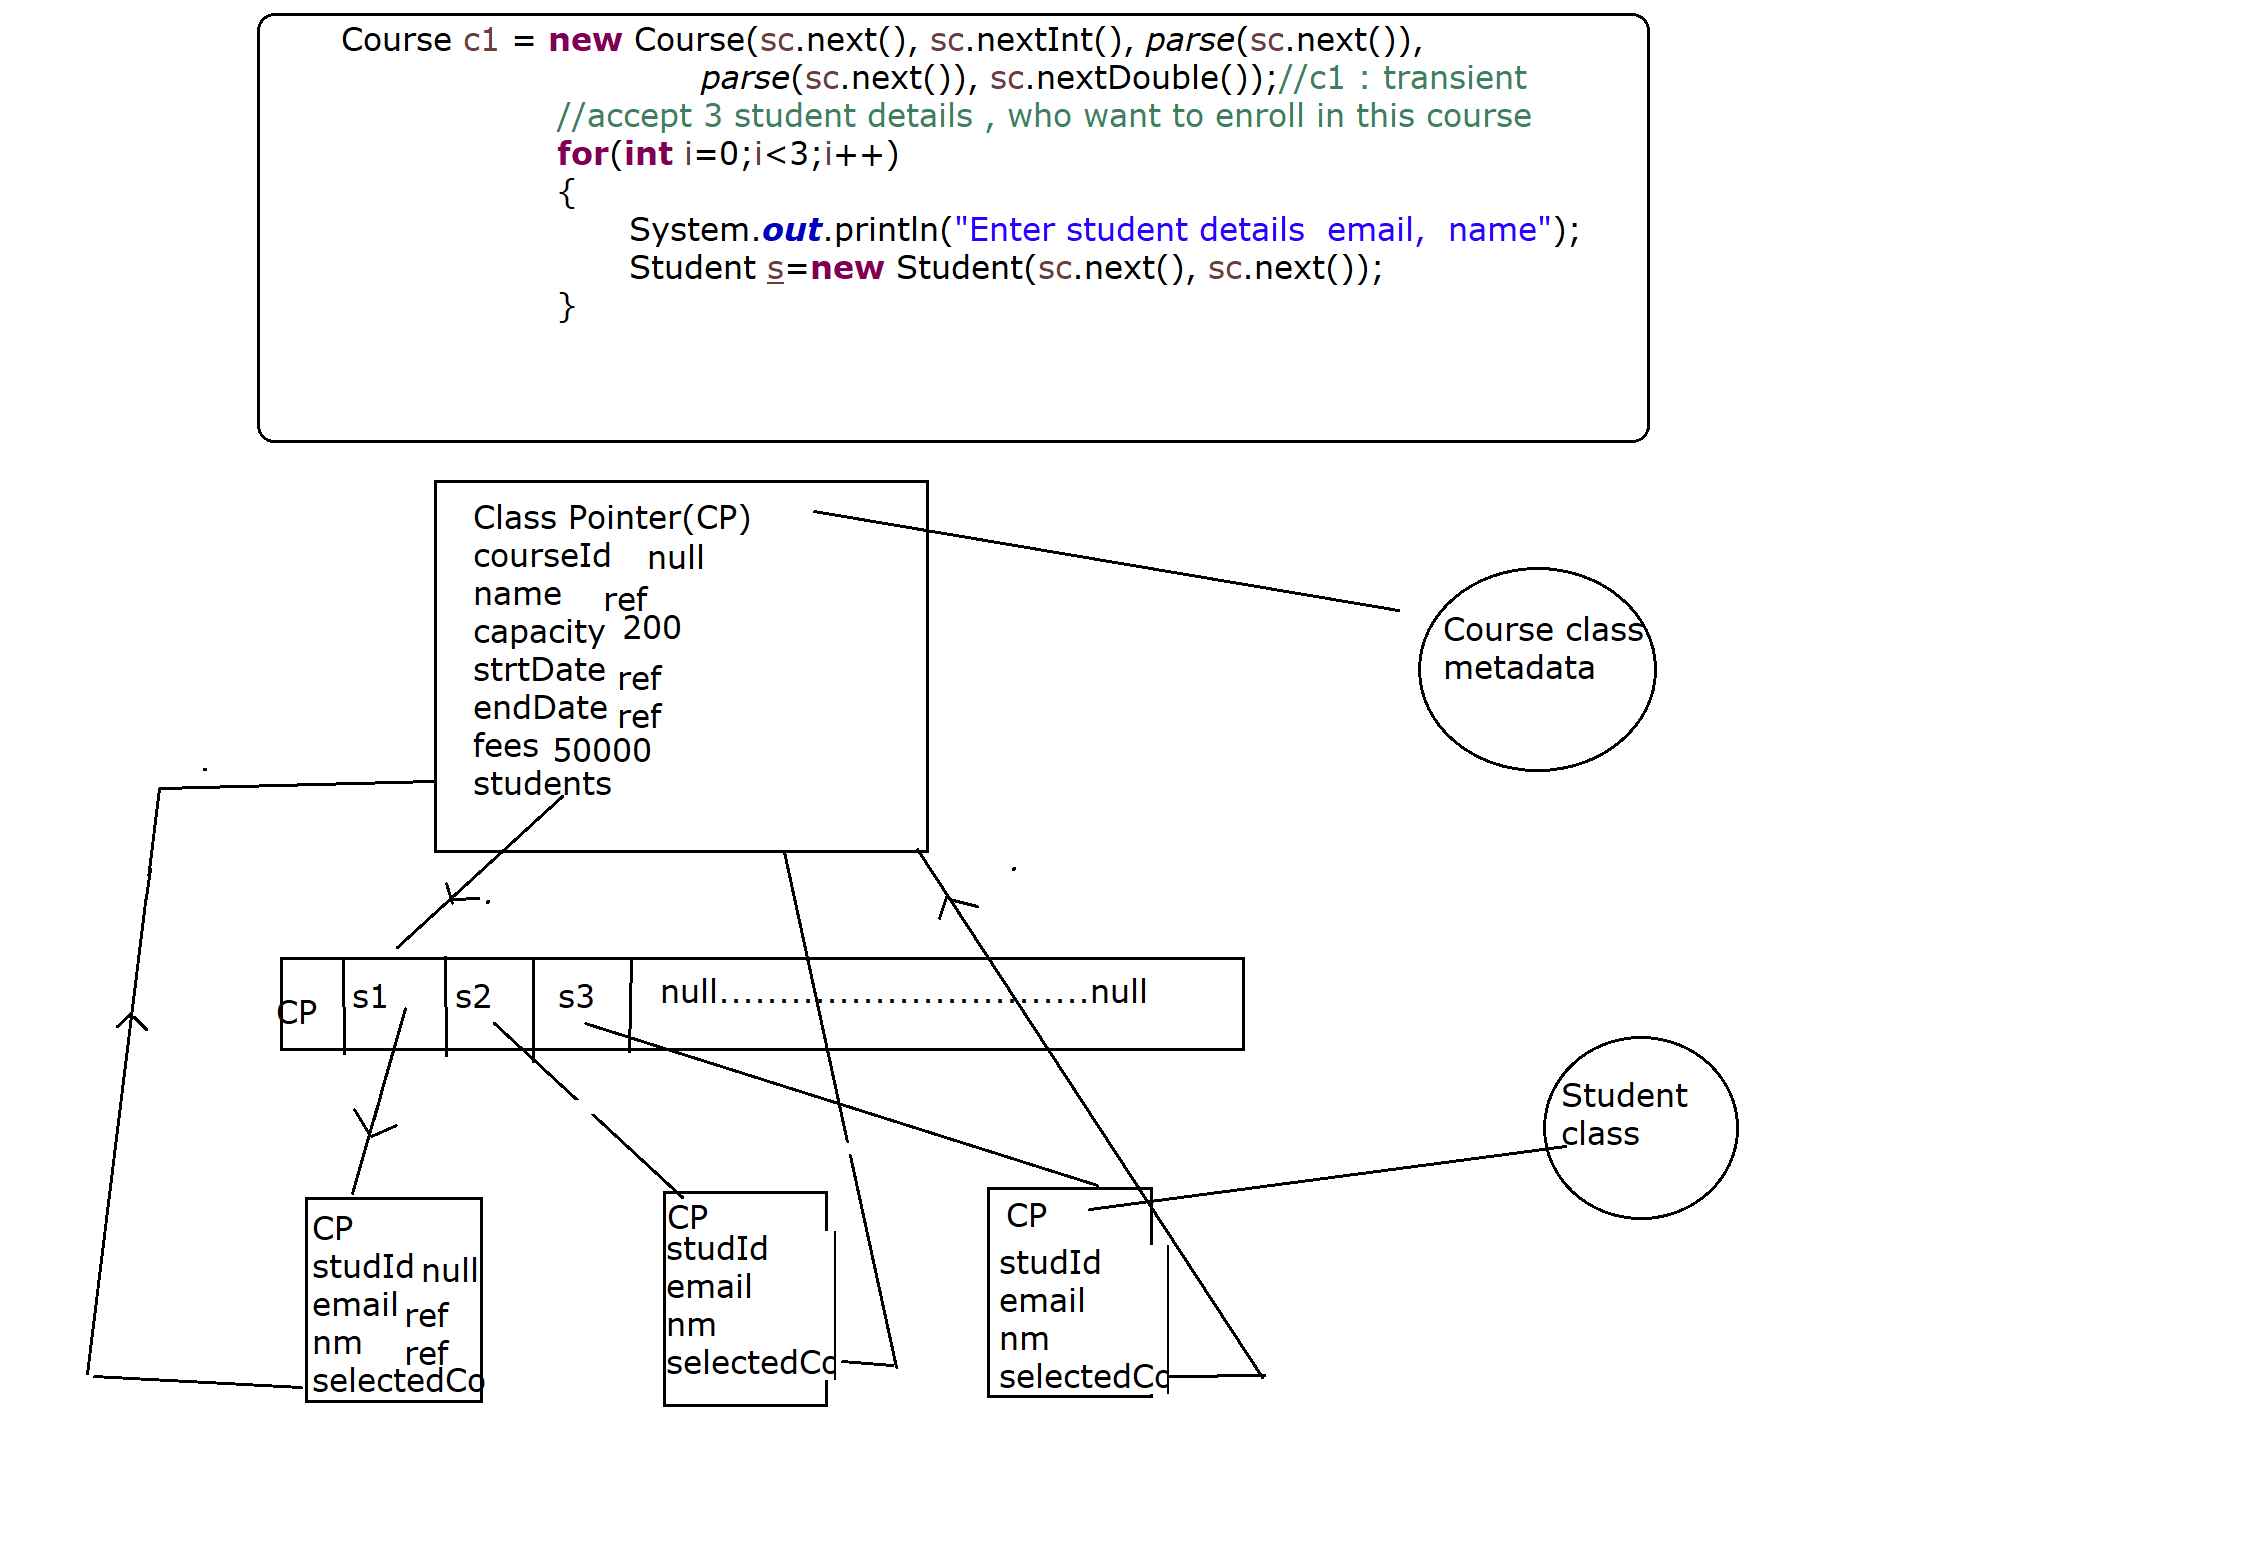 Course c1 = new Course(sc.next(), sc.nextInt(), parse(sc.next()),
parse(sc.next()), sc.nextDouble());//c1 : transient
//accept 3 student details , who want to enroll in this course
for(int i=0;i<3;i++)
{
System.out.println("Enter student details  email,  name");
Student s=new Student(sc.next(), sc.next());
}
Class Pointer(CP)
courseId null
name ref
capacity 200
strtDate ref
endDate ref
fees 50000
students
Course class
metadata
CP s1 s2 s3 null...............................null
Student
class
CP
studId null
email ref
nm ref
selectedCo
CP
studId
email
nm
selectedCo
CP
studId
email
nm
selectedCo